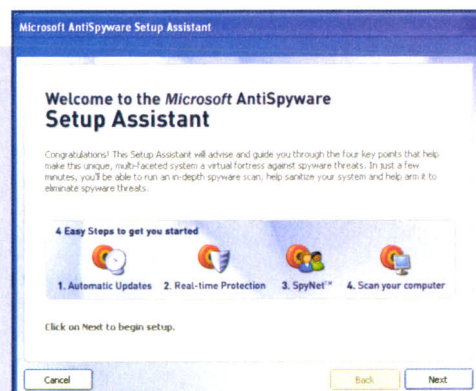 Microsoft AntiSpyware Setup Assistant
Welcome to the Microsoft AntiSpyware
Setup Assistant
Congratulations! This Setup Assistant will advise and guide you through the four key points that help
make this unique, multi-faceted system a virtual fortress against spyware threats. In just a few
minutes, you'll be able to run an in-depth spyware scan, help sanitize your system and help arm it to
eliminate spyware threats.
4 Easy Steps to get you started
1. Automatic Updates 2. Real-time Protection 3. SpyNet™ 4. Scan your computer
Click on Next to begin setup.
Cancel Back Next